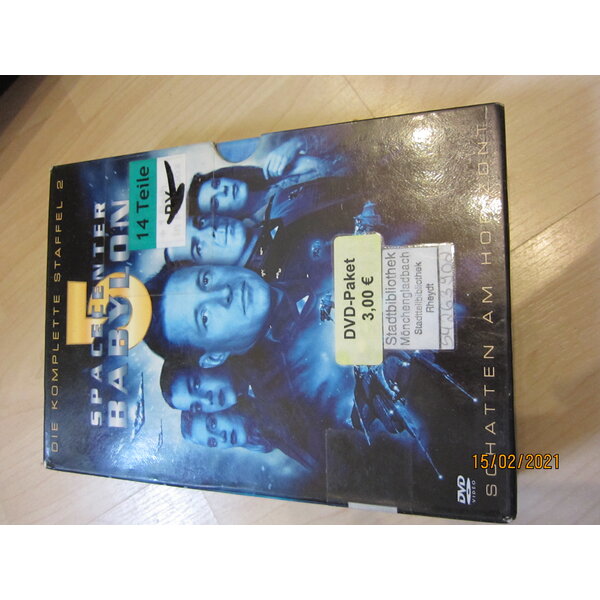 DIE KOMPLETTE STAFFEL 2
SPACECENTER
BABYLON
5
14 Teile
DVD-Paket
3,00 €
Stadtbibliothek
Mönchengladbach
Stadtteilbibliothek
Rheydt
SCHATTEN AM HORIZONT
DVD
VIDEO
15/02/2021